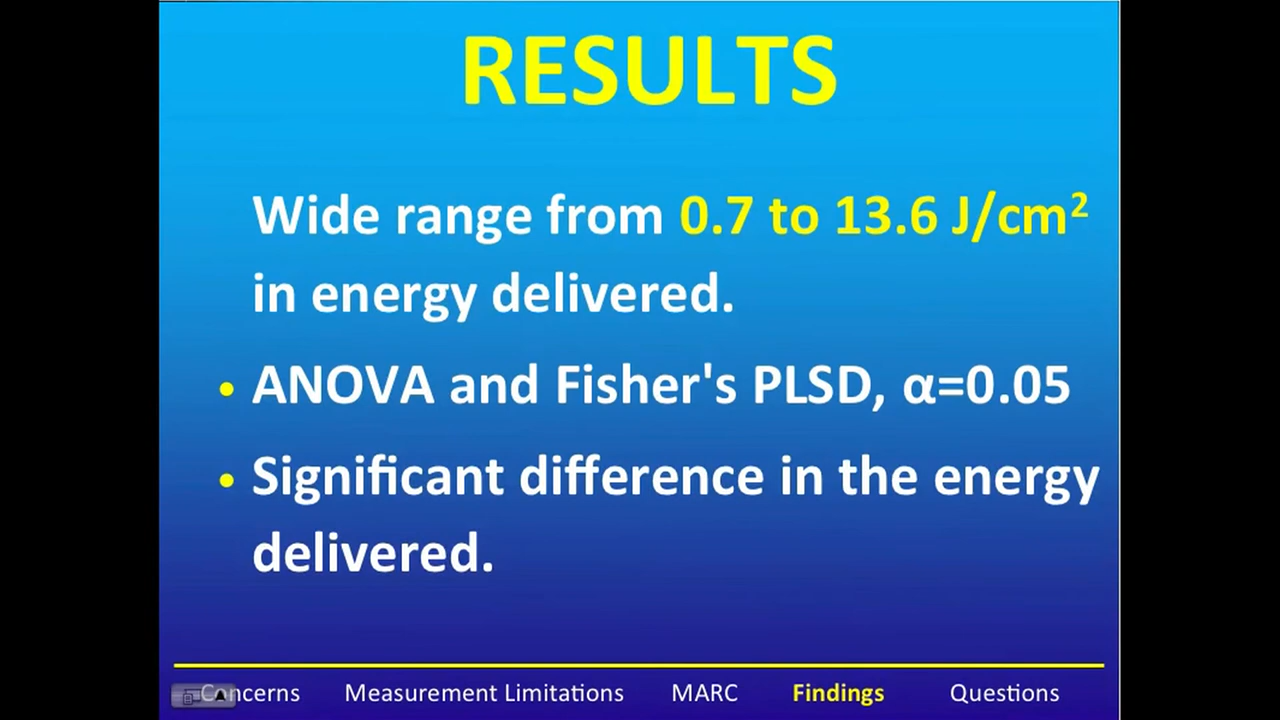 RESULTS
Wide range from 0.7 to 13.6 J/cm²
in energy delivered.
• ANOVA and Fisher's PLSD, α=0.05
• Significant difference in the energy
delivered.
Concerns Measurement Limitations MARC Findings Questions